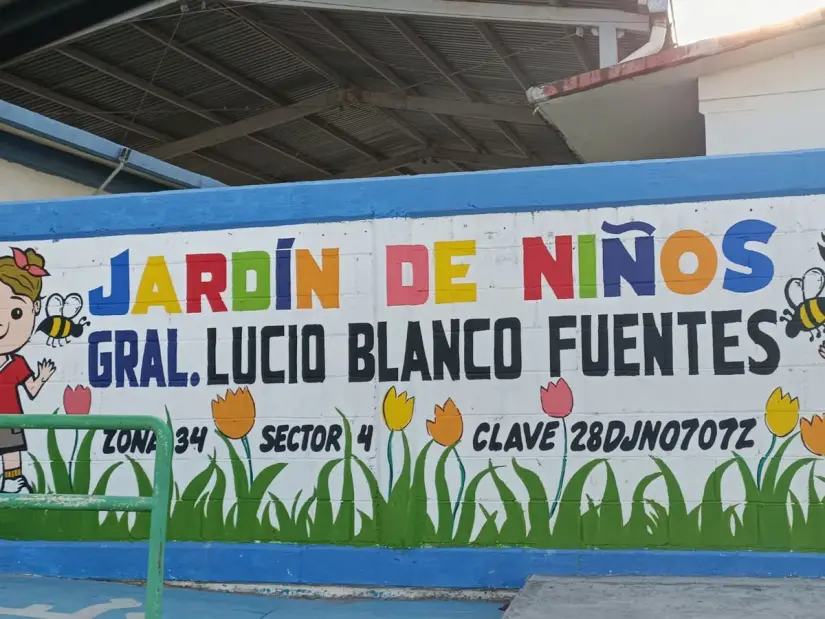 JARDÍN DE NIÑOS
GRAL. LUCIO BLANCO FUENTES
ZONA 34 SECTOR 4 CLAVE 28DJN0707Z